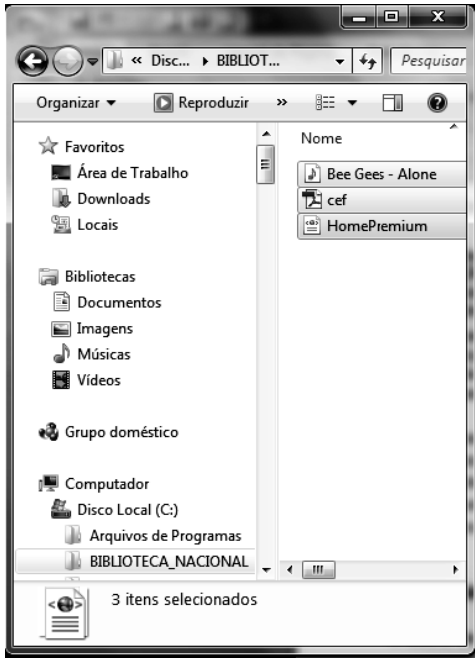 « Disc... ▸ BIBLIOT... Pesquisar
Organizar Reproduzir »
Favoritos
Área de Trabalho
Downloads
Locais
Bibliotecas
Documentos
Imagens
Músicas
Vídeos
Grupo doméstico
Computador
Disco Local (C:)
Arquivos de Programas
BIBLIOTECA_NACIONAL
Nome
Bee Gees - Alone
cef
HomePremium
3 itens selecionados